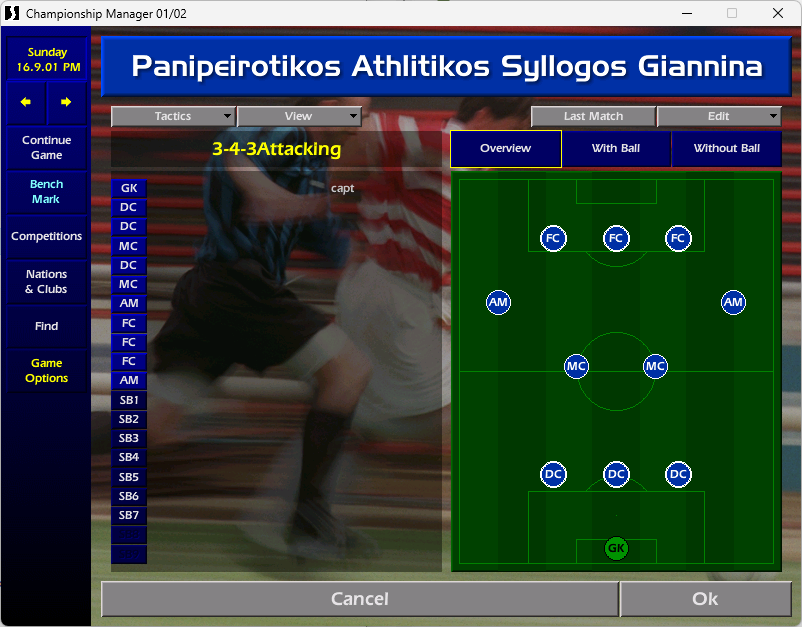 Championship Manager 01/02
Sunday
16.9.01 PM
Panipeirotikos Athlitikos Syllogos Giannina
Continue
Game
Bench
Mark
Competitions
Nations
& Clubs
Find
Game
Options
Tactics
View
Last Match
Edit
3-4-3Attacking
Overview
With Ball
Without Ball
GK
capt
DC
DC
MC
DC
MC
AM
FC
FC
FC
AM
SB1
SB2
SB3
SB4
SB5
SB6
SB7
FC FC FC
AM AM
MC MC
DC DC DC
GK
Cancel
Ok